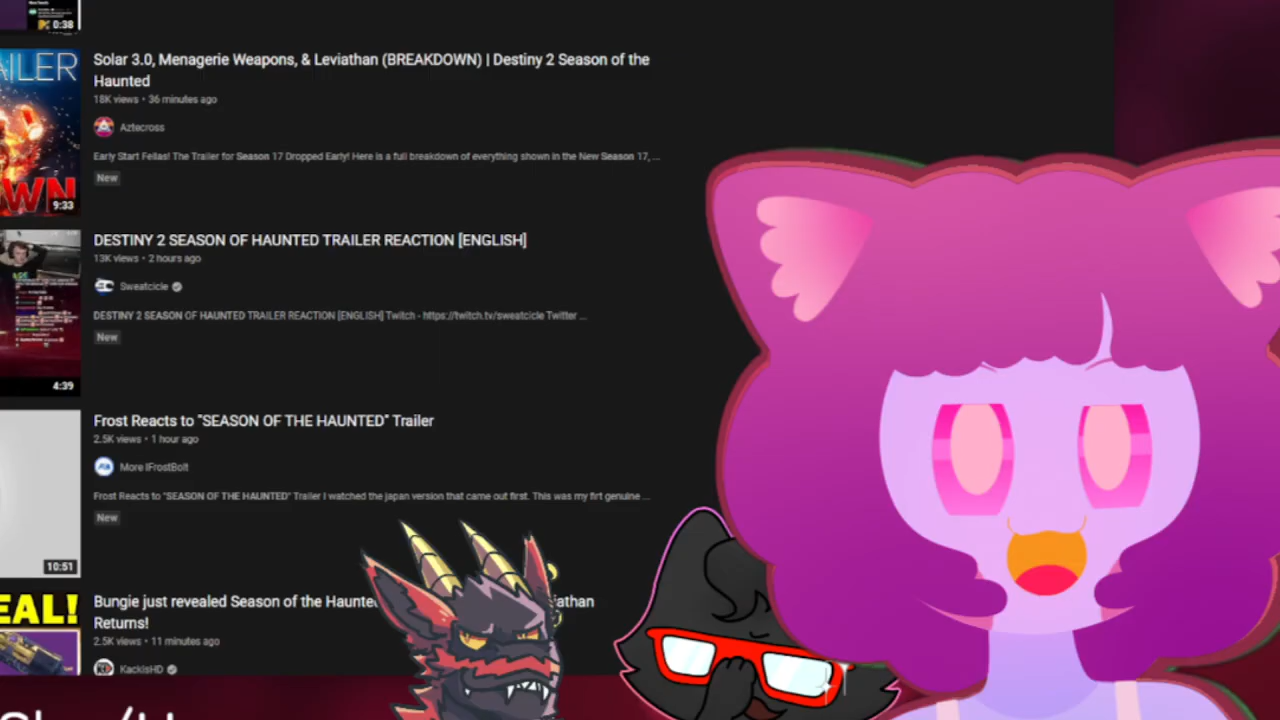 0:38
AILER
WN
9:33
Solar 3.0, Menagerie Weapons, & Leviathan (BREAKDOWN) | Destiny 2 Season of the
Haunted
18K views • 36 minutes ago
Aztecross
Early Start Fellas! The Trailer for Season 17 Dropped Early! Here is a full breakdown of everything shown in the New Season 17, ...
New
4:39
DESTINY 2 SEASON OF HAUNTED TRAILER REACTION [ENGLISH]
13K views • 2 hours ago
Sweatcicle
DESTINY 2 SEASON OF HAUNTED TRAILER REACTION [ENGLISH] Twitch - https://twitch.tv/sweatcicle Twitter ...
New
10:51
Frost Reacts to "SEASON OF THE HAUNTED" Trailer
2.5K views • 1 hour ago
More IFrostBolt
Frost Reacts to "SEASON OF THE HAUNTED" Trailer I watched the japan version that came out first. This was my firt genuine ...
New
EAL!
Bungie just revealed Season of the Haunte athan
Returns!
2.5K views • 11 minutes ago
KackisHD